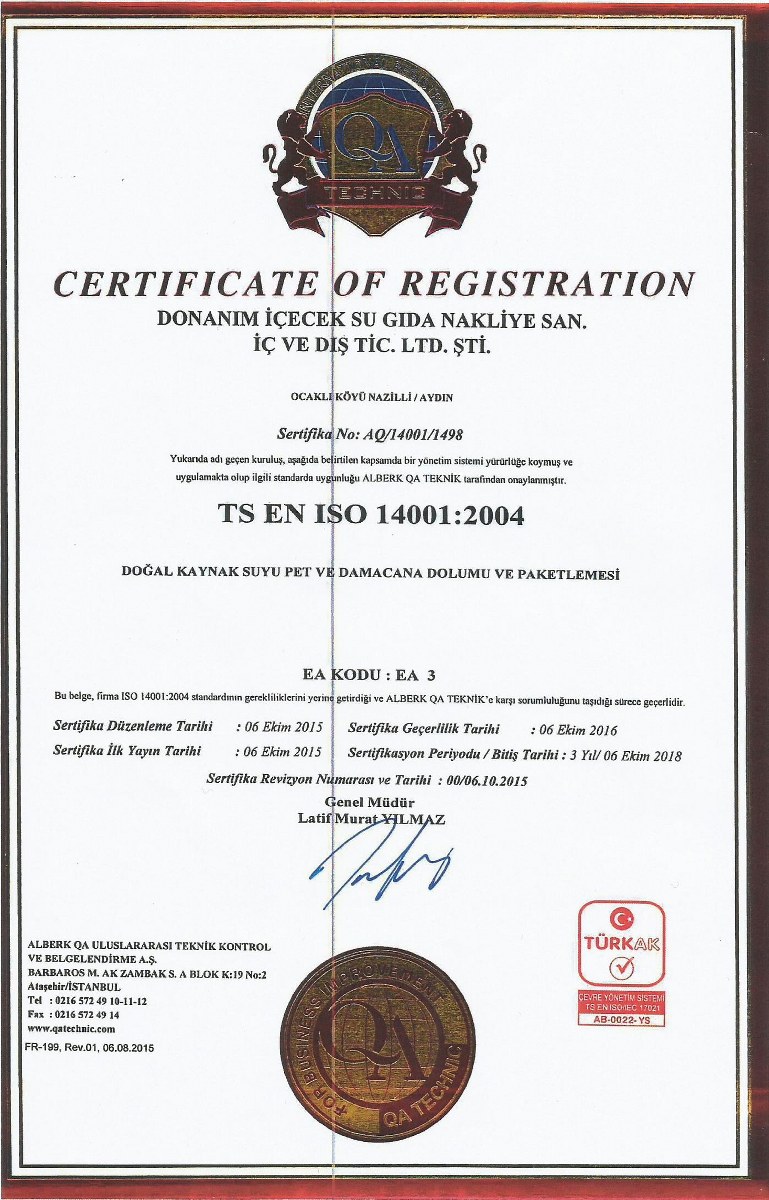 INTERNATIONAL
QA
TECHNIC
CERTIFICATE OF REGISTRATION
DONANIM İÇECEK SU GIDA NAKLİYE SAN.
İÇ VE DIŞ TİC. LTD. ŞTİ.
OCAKLI KÖYÜ NAZİLLİ / AYDIN
Sertifika No: AQ/14001/1498
Yukarıda adı geçen kuruluş, aşağıda belirtilen kapsamda bir yönetim sistemi yürürlüğe koymuş ve
uygulamakta olup ilgili standarda uygunluğu ALBERK QA TEKNİK tarafından onaylanmıştır.
TS EN ISO 14001:2004
DOĞAL KAYNAK SUYU PET VE DAMACANA DOLUMU VE PAKETLEMESİ
EA KODU : EA 3
Bu belge, firma ISO 14001:2004 standardının gerekliliklerini yerine getirdiği ve ALBERK QA TEKNİK'e karşı sorumluluğunu taşıdığı sürece geçerlidir.
Sertifika Düzenleme Tarihi : 06 Ekim 2015 Sertifika Geçerlilik Tarihi : 06 Ekim 2016
Sertifika İlk Yayın Tarihi : 06 Ekim 2015 Sertifikasyon Periyodu / Bitiş Tarihi : 3 Yıl/ 06 Ekim 2018
Sertifika Revizyon Numarası ve Tarihi : 00/06.10.2015
Genel Müdür
Latif Murat YILMAZ
ALBERK QA ULUSLARARASI TEKNİK KONTROL
VE BELGELENDİRME A.Ş.
BARBAROS M. AK ZAMBAK S. A BLOK K:19 No:2
Ataşehir/İSTANBUL
Tel : 0216 572 49 10-11-12
Fax : 0216 572 49 14
www.qatechnic.com
FR-199, Rev.01, 06.08.2015
FOR BUSINESS IMPROVEMENT
QA
QA TECHNIC
TÜRKAK
ÇEVRE YÖNETİM SİSTEMİ
TS EN ISO/IEC 17021
AB-0022-YS